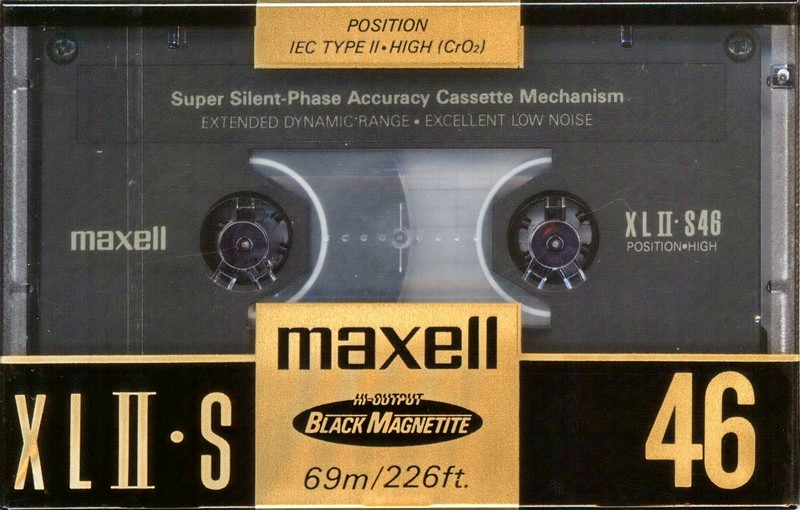 POSITION
IEC TYPE II•HIGH (CrO₂)
Super Silent-Phase Accuracy Cassette Mechanism
EXTENDED DYNAMIC RANGE • EXCELLENT LOW NOISE
maxell
XL II·S46
POSITION•HIGH
maxell
HI-OUTPUT
BLACK MAGNETITE
69m/226ft.
XL II·S
46